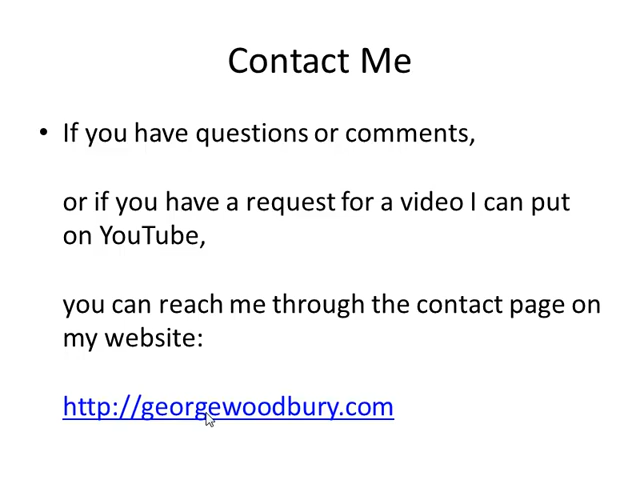 Contact Me
• If you have questions or comments,
or if you have a request for a video I can put
on YouTube,
you can reach me through the contact page on
my website:
http://georgewoodbury.com